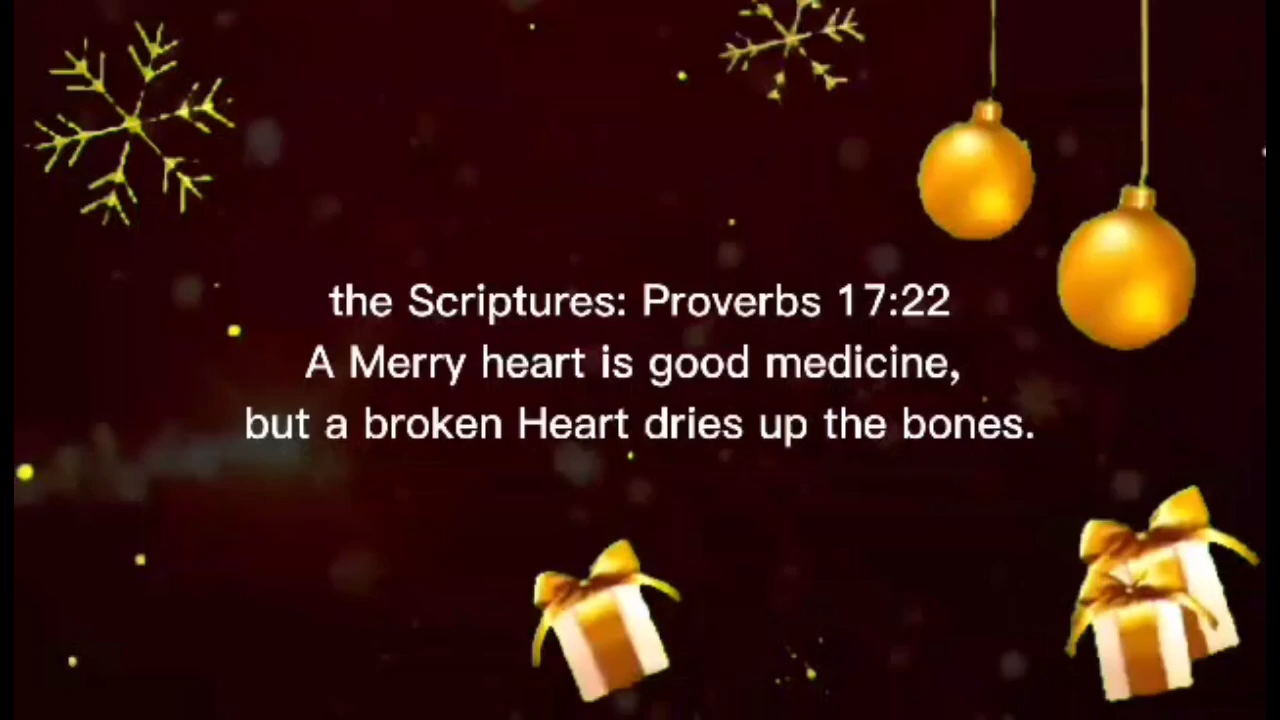 the Scriptures: Proverbs 17:22
A Merry heart is good medicine,
but a broken Heart dries up the bones.